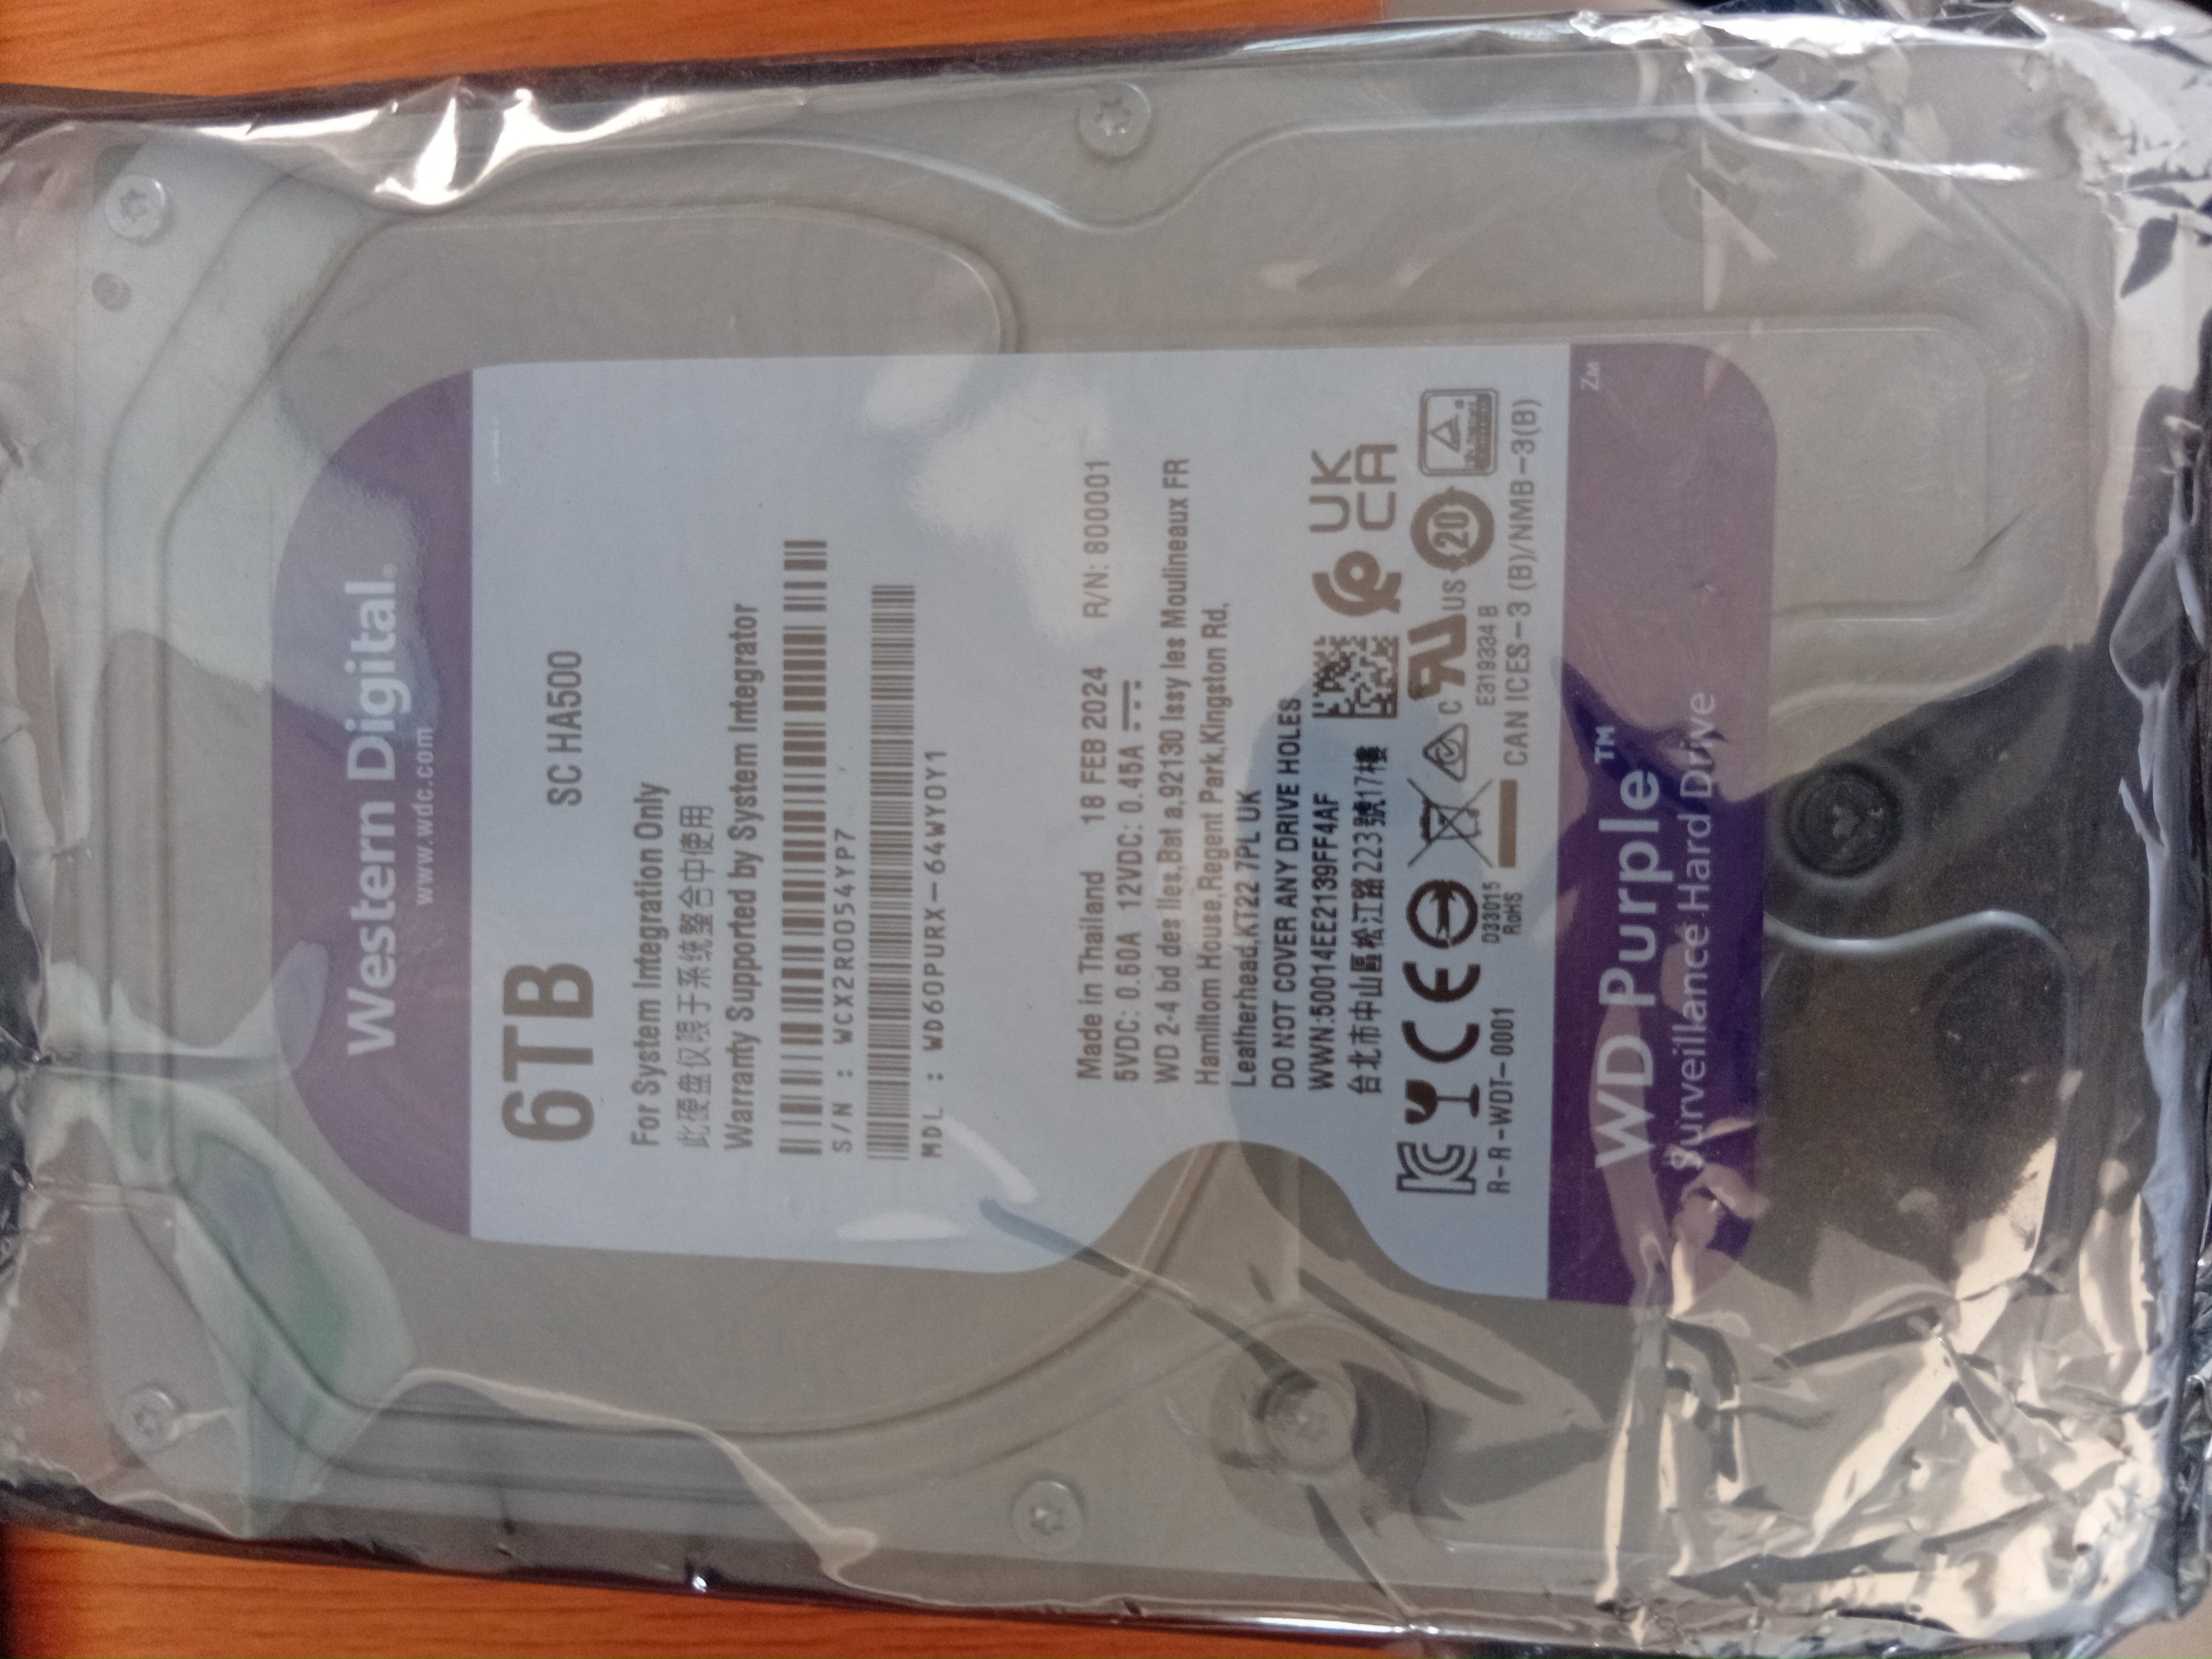 Western Digital®
www.wdc.com
6TB SC HA500
For System Integration Only
此硬盘仅限于系统整合中使用
Warranty Supported by System Integrator
S/N : WCX2R0054YP7
MDL : WD60PURX-64WY0Y1
Made in Thailand 18 FEB 2024 R/N: 800001
5VDC: 0.60A 12VDC: 0.45A
WD 2-4 bd des Iles,Bat a,92130 Issy les Moulineaux FR
Hamiltom House,Regent Park,Kingston Rd,
Leatherhead,KT22 7PL UK
DO NOT COVER ANY DRIVE HOLES
WWN:50014EE2139FF4AF
台北市中山區松江路223號17樓
UK
CA
CE
C RU US 20
E319334 B
D33015
RoHS
R-R-WDT-0001
CAN ICES-3 (B)/NMB-3(B)
WD Purple™
Surveillance Hard Drive
ZM